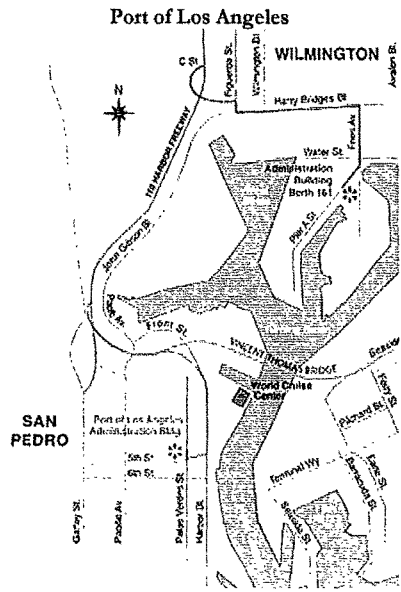 Port of Los Angeles
WILMINGTON
C St
Figueroa St.
Wilmington Bl
Avalon Bl.
N
Harry Bridges Bl
Fries Av
Water St.
Administration
Building
Berth 161
110 HARBOR FREEWAY
Pier A St
John Gibson Bl
Front St.
VINCENT THOMAS BRIDGE
World Cruise
Center
SAN
PEDRO
Port of Los Angeles
Administration Bldg
5th St
6th St.
Gaffey St.
Pacific Av
Palos Verdes St
Harbor Bl.
Pilchard St.
Ferry St
Terminal Wy
Earle St
Barracuda St
Seaside St